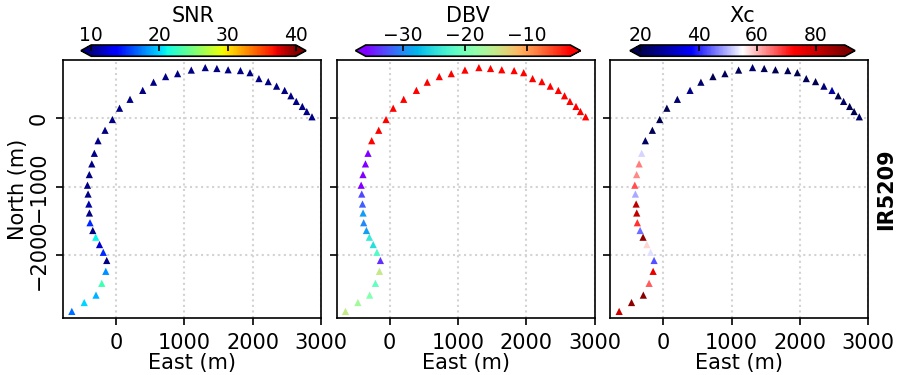 SNR DBV Xc
10 20 30 40 −30 −20 −10 20 40 60 80
North (m)
0
−1000
−2000
IR5209
0 1000 2000 3000 0 1000 2000 3000 0 1000 2000 3000
East (m) East (m) East (m)